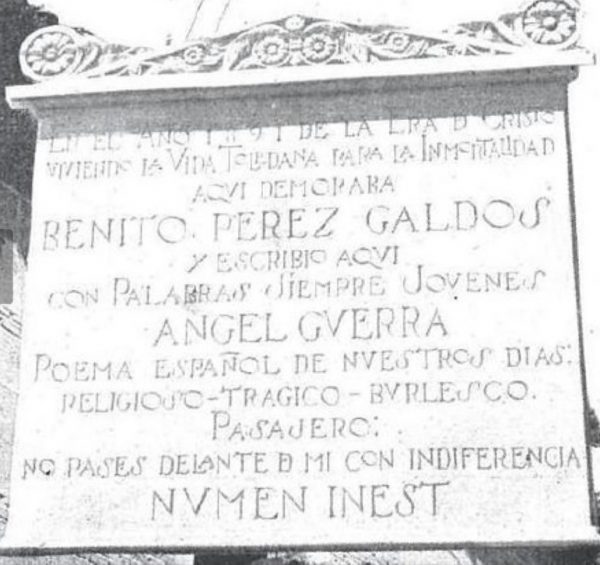 EN EL AÑO 1891 DE LA ERA D CRISTO
VIVIENDO LA VIDA TOLEDANA PARA LA INMORTALIDAD
AQVI DEMORABA
BENITO PEREZ GALDOS
Y ESCRIBIO AQVI
CON PALABRAS SIEMPRE JOVENES
ANGEL GVERRA
POEMA ESPAÑOL DE NVESTROS DIAS:
RELIGIOSO-TRAGICO-BVRLESCO.
PASAJERO:
NO PASES DELANTE D MI CON INDIFERENCIA
NVMEN INEST